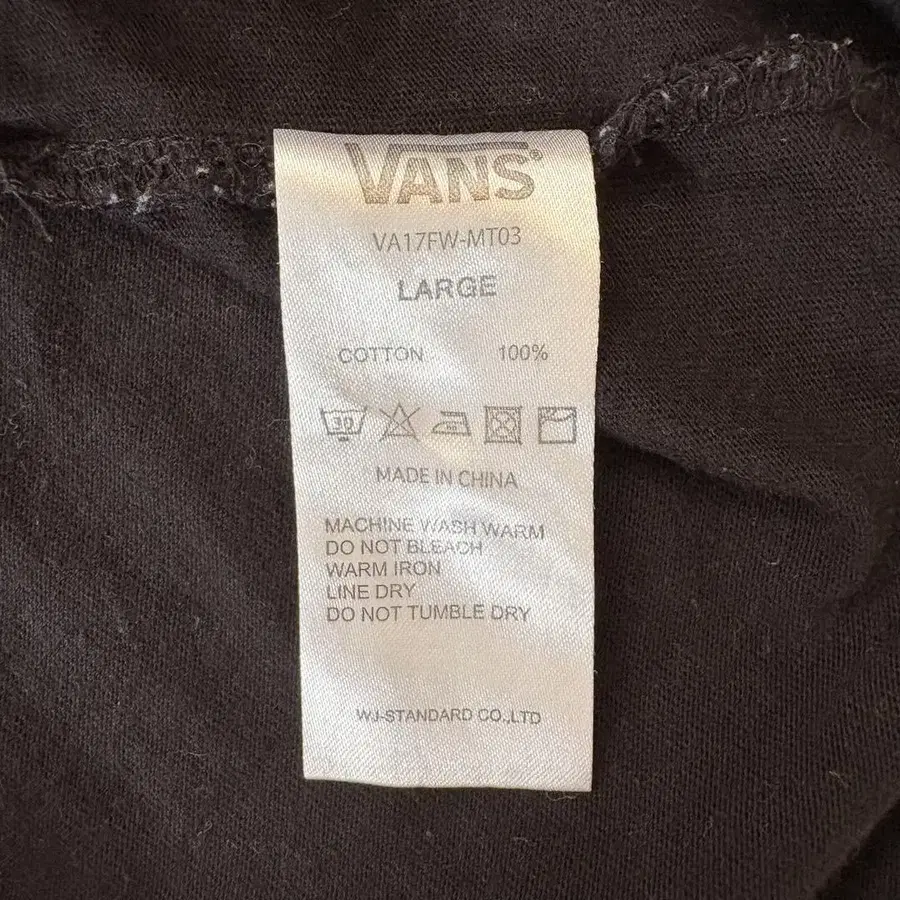 VANS
VA17FW-MT03
LARGE
COTTON 100%
30
MADE IN CHINA
MACHINE WASH WARM
DO NOT BLEACH
WARM IRON
LINE DRY
DO NOT TUMBLE DRY
WJ-STANDARD CO.,LTD